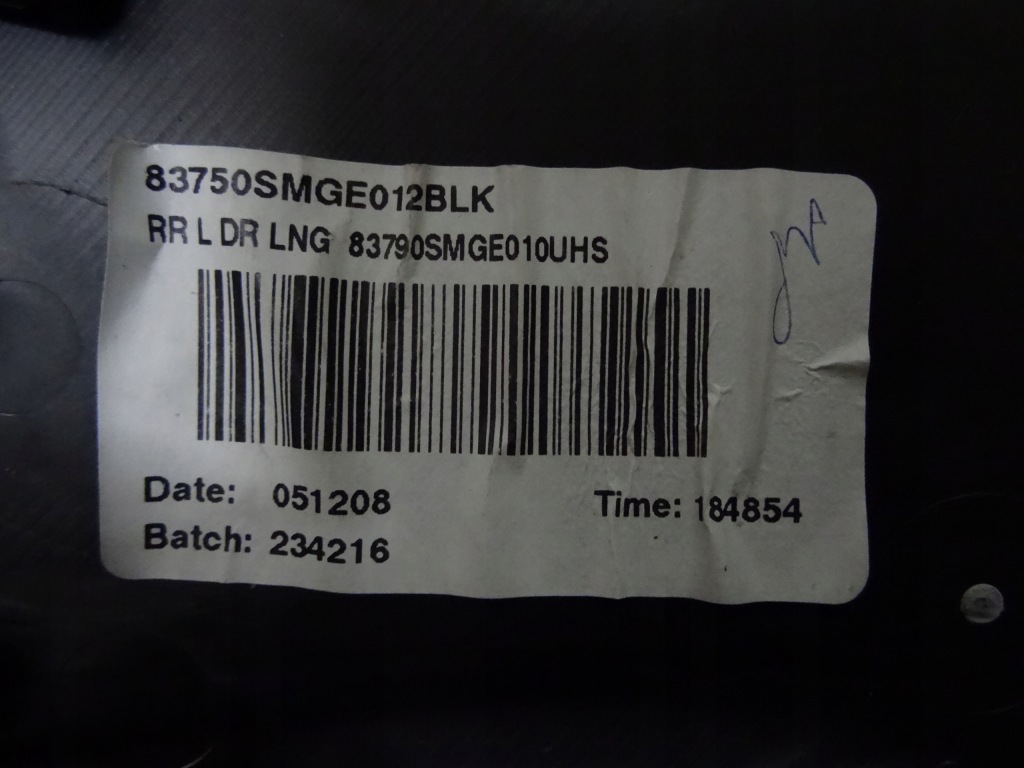 83750SMGE012BLK
RR L DR LNG 83790SMGE010UHS
Date: 051208 Time: 184854
Batch: 234216